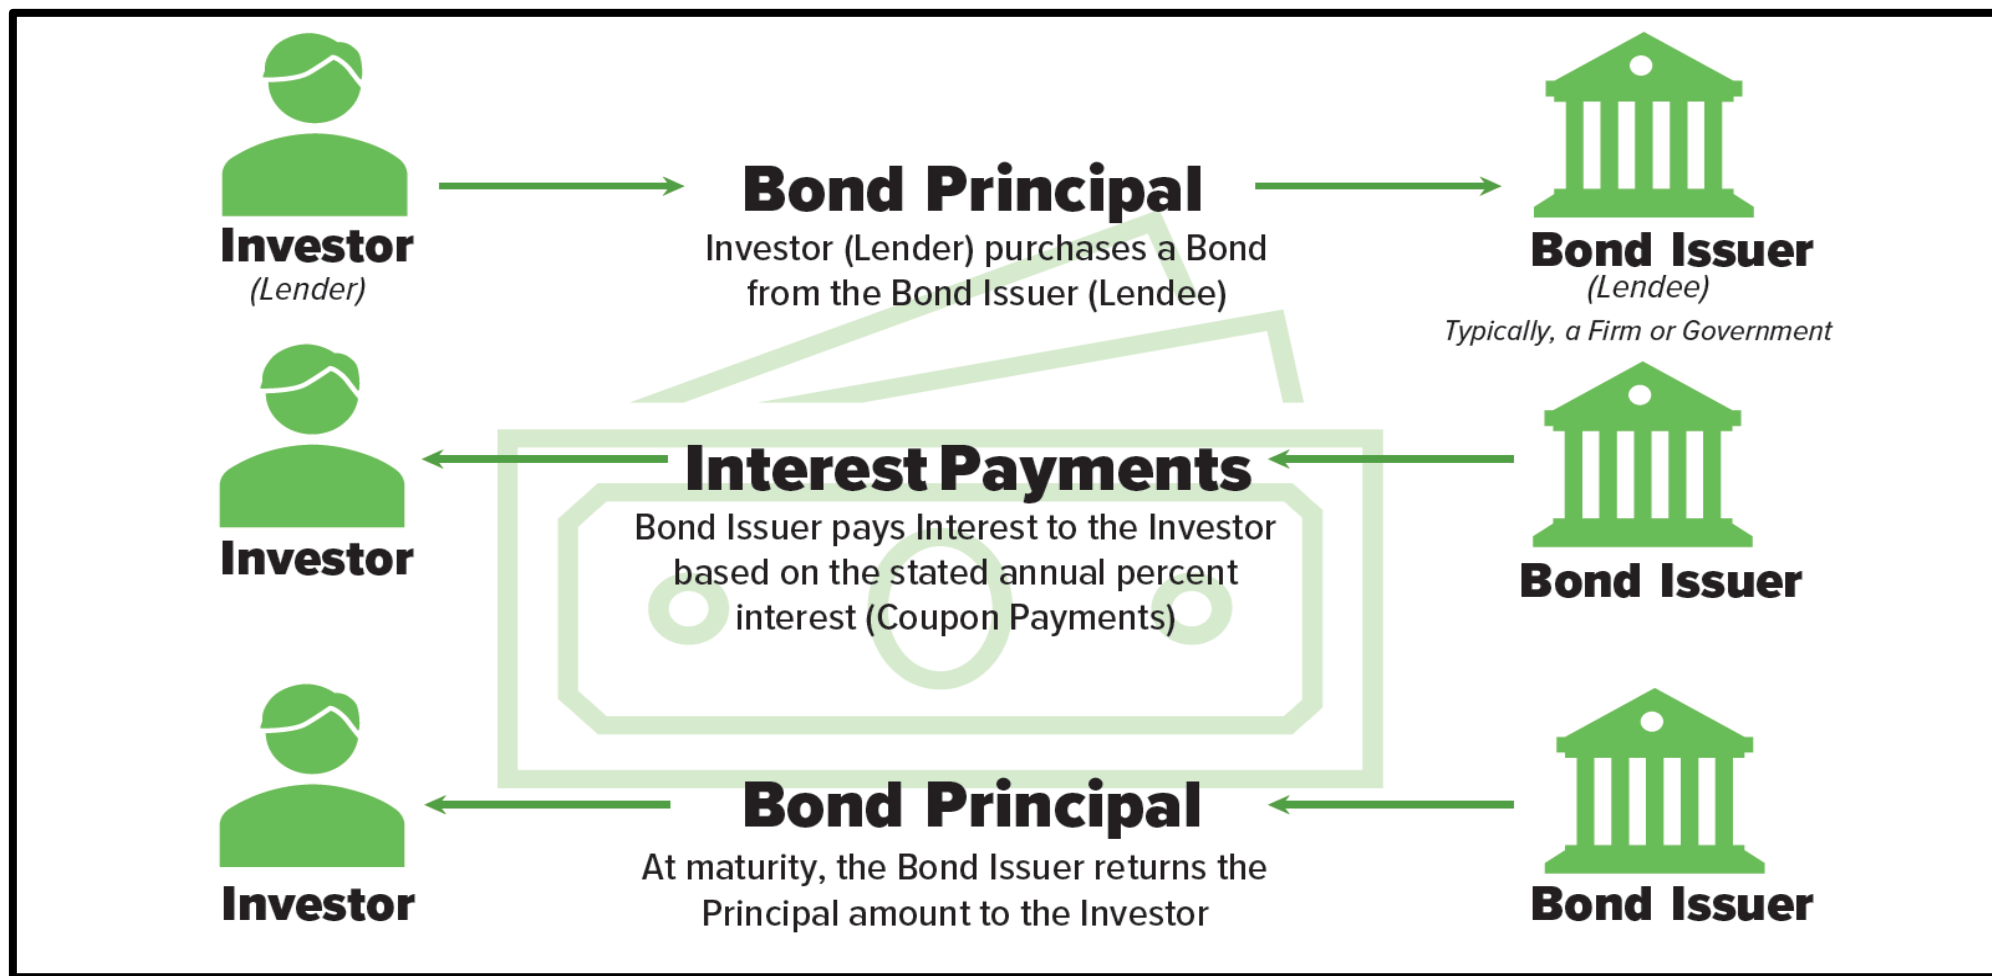 Bond Principal
Investor (Lender) purchases a Bond
from the Bond Issuer (Lendee)
Investor
(Lender)
Bond Issuer
(Lendee)
Typically, a Firm or Government
Interest Payments
Bond Issuer pays Interest to the Investor
based on the stated annual percent
interest (Coupon Payments)
Investor
Bond Issuer
Bond Principal
At maturity, the Bond Issuer returns the
Principal amount to the Investor
Investor
Bond Issuer